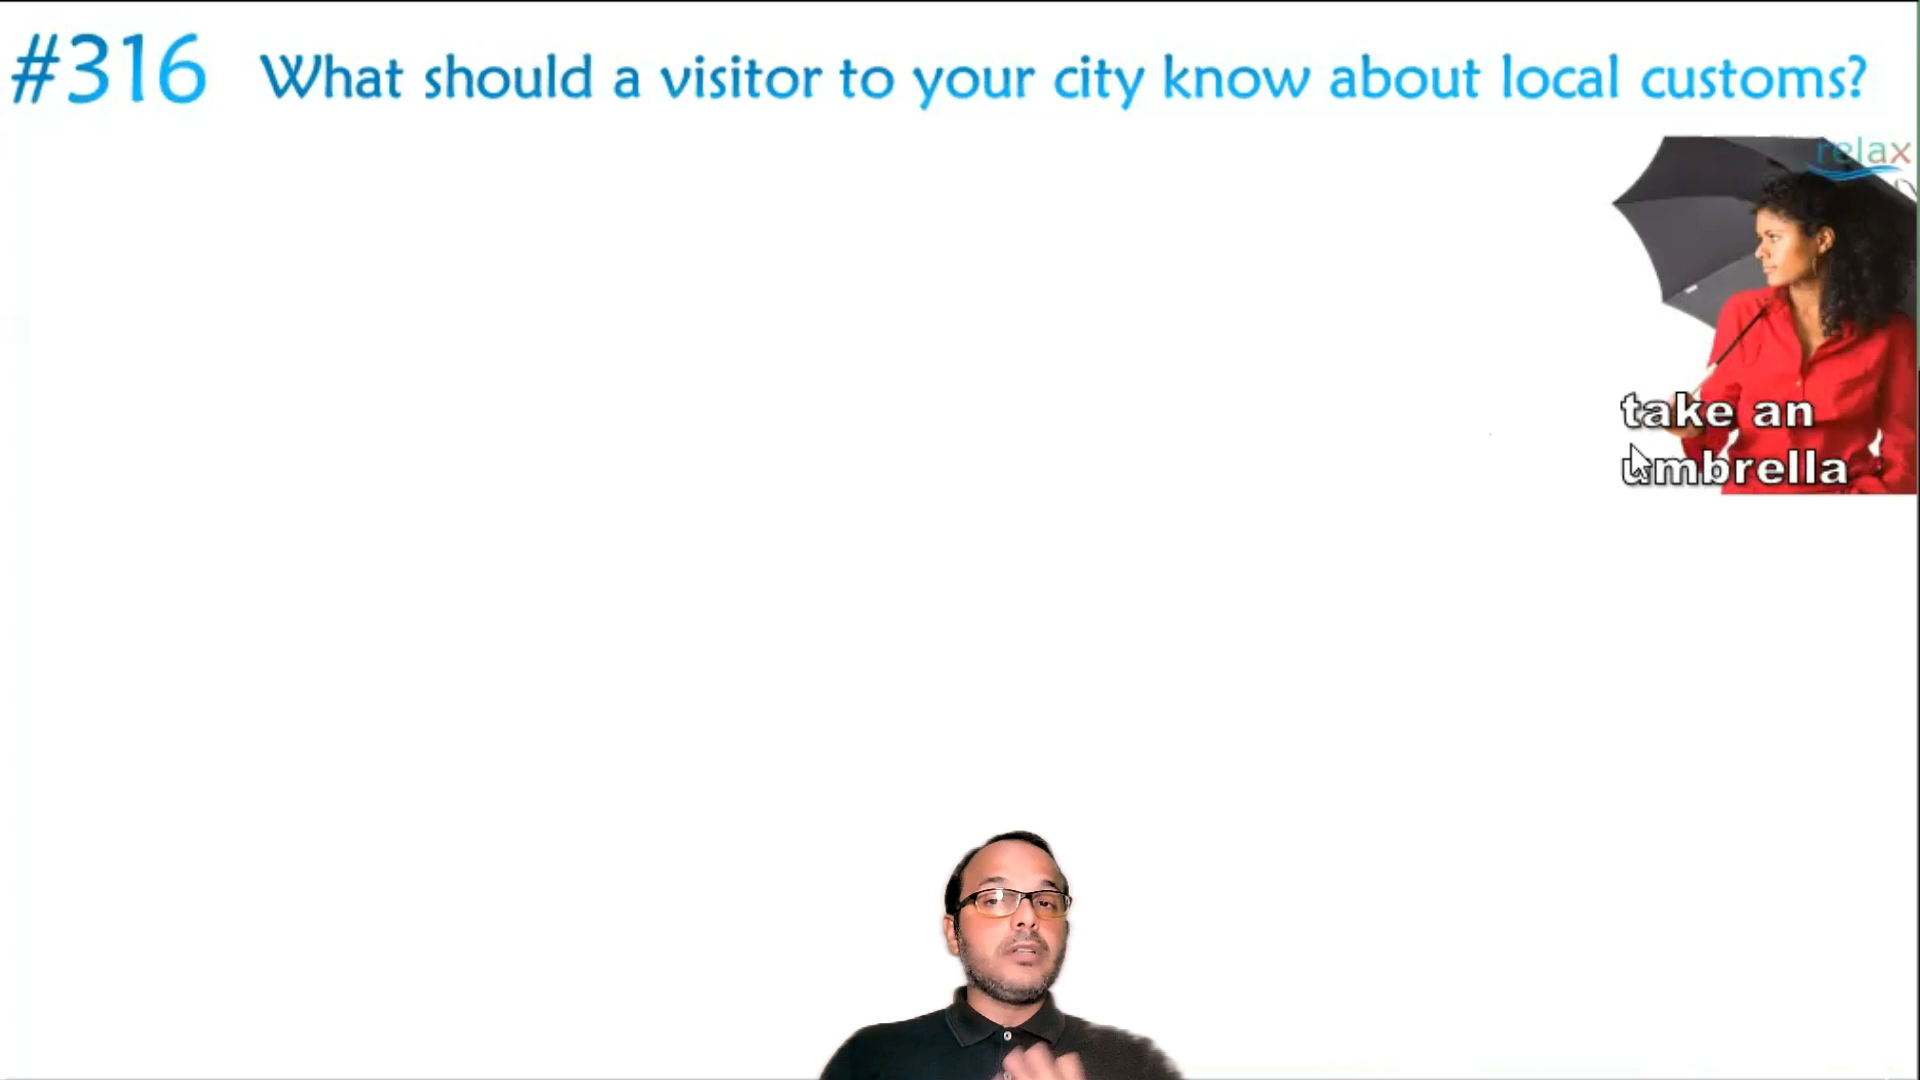 #316 What should a visitor to your city know about local customs?
relax
take an
umbrella